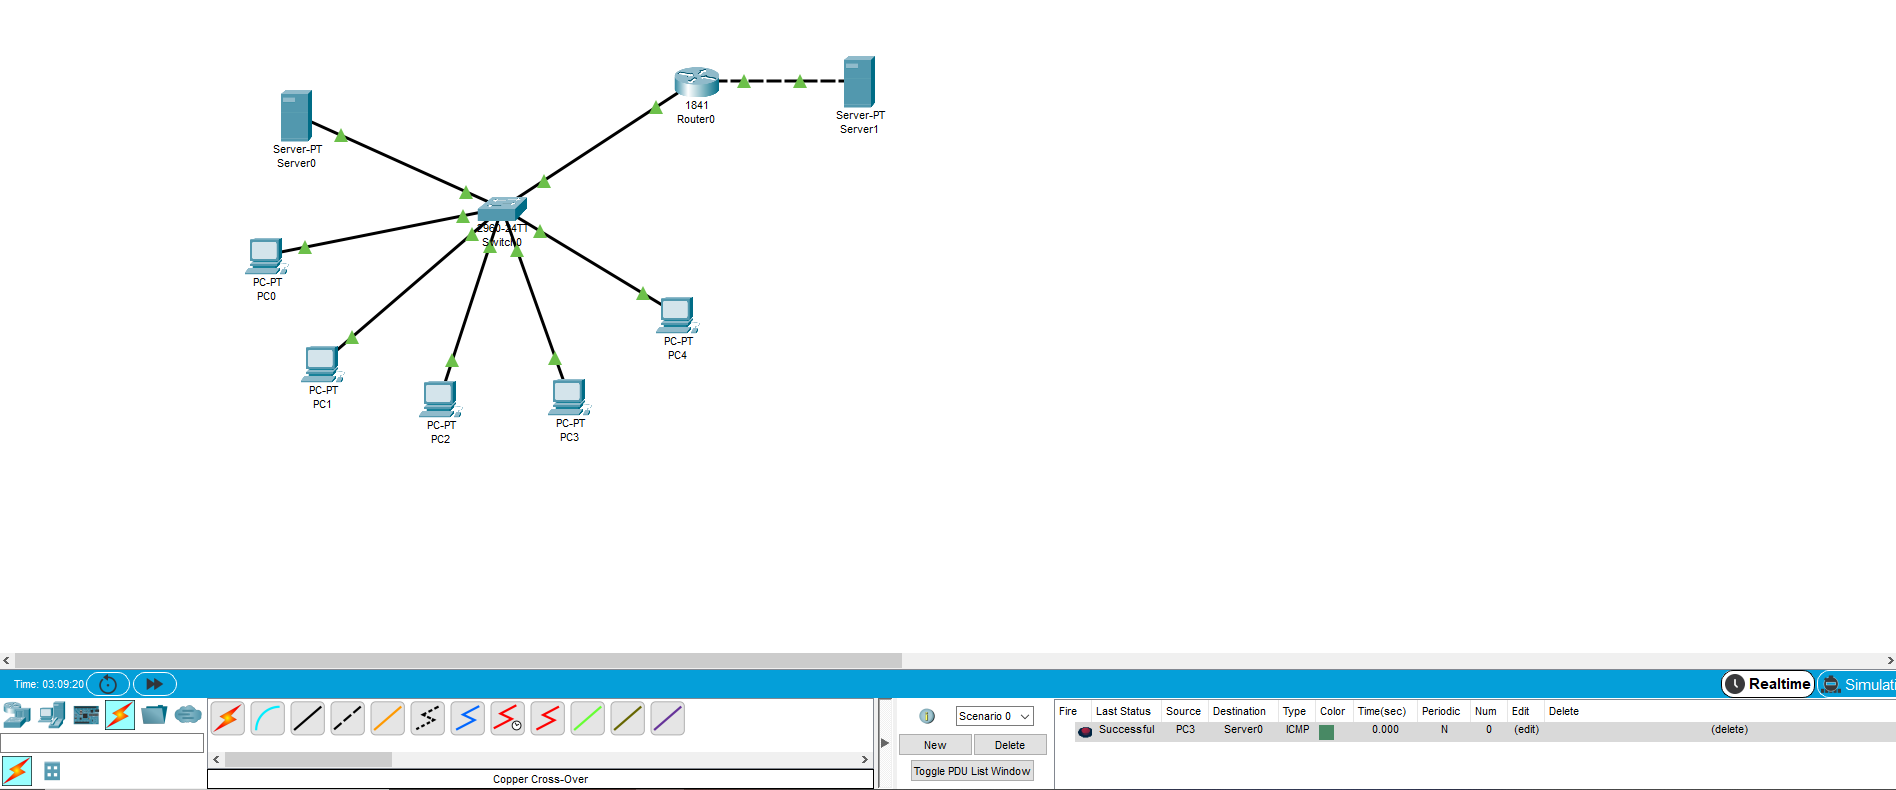 1841
Router0
Server-PT
Server1
Server-PT
Server0
2960-24TT
Switch0
PC-PT
PC0
PC-PT
PC4
PC-PT
PC1
PC-PT
PC2
PC-PT
PC3
Time: 03:09:20
Realtime
Simulati
Scenario 0
New
Delete
Toggle PDU List Window
Fire Last Status Source Destination Type Color Time(sec) Periodic Num Edit Delete
Successful PC3 Server0 ICMP 0.000 N 0 (edit) (delete)
Copper Cross-Over